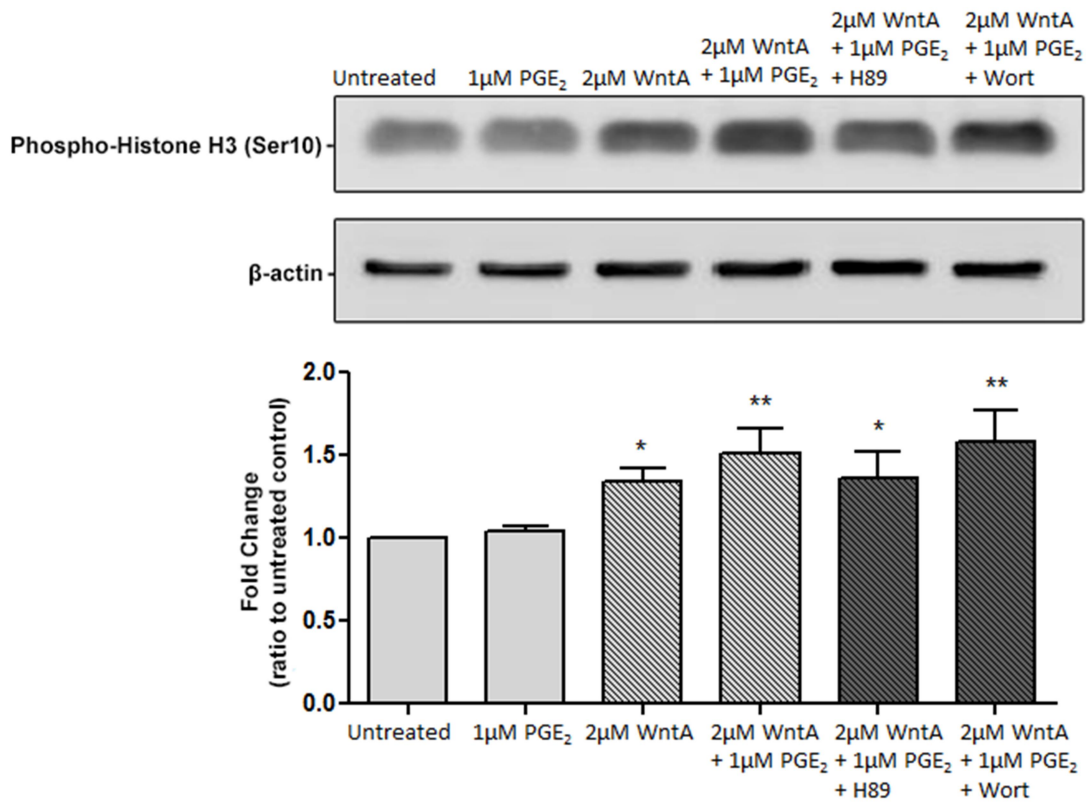 Untreated
1µM PGE₂
2µM WntA
2µM WntA
+ 1µM PGE₂
2µM WntA
+ 1µM PGE₂
+ H89
2µM WntA
+ 1µM PGE₂
+ Wort
Phospho-Histone H3 (Ser10)
β-actin
Fold Change
(ratio to untreated control)
2.0
1.5
1.0
0.5
0.0
*
**
*
**
Untreated
1µM PGE₂
2µM WntA
2µM WntA
+ 1µM PGE₂
2µM WntA
+ 1µM PGE₂
+ H89
2µM WntA
+ 1µM PGE₂
+ Wort